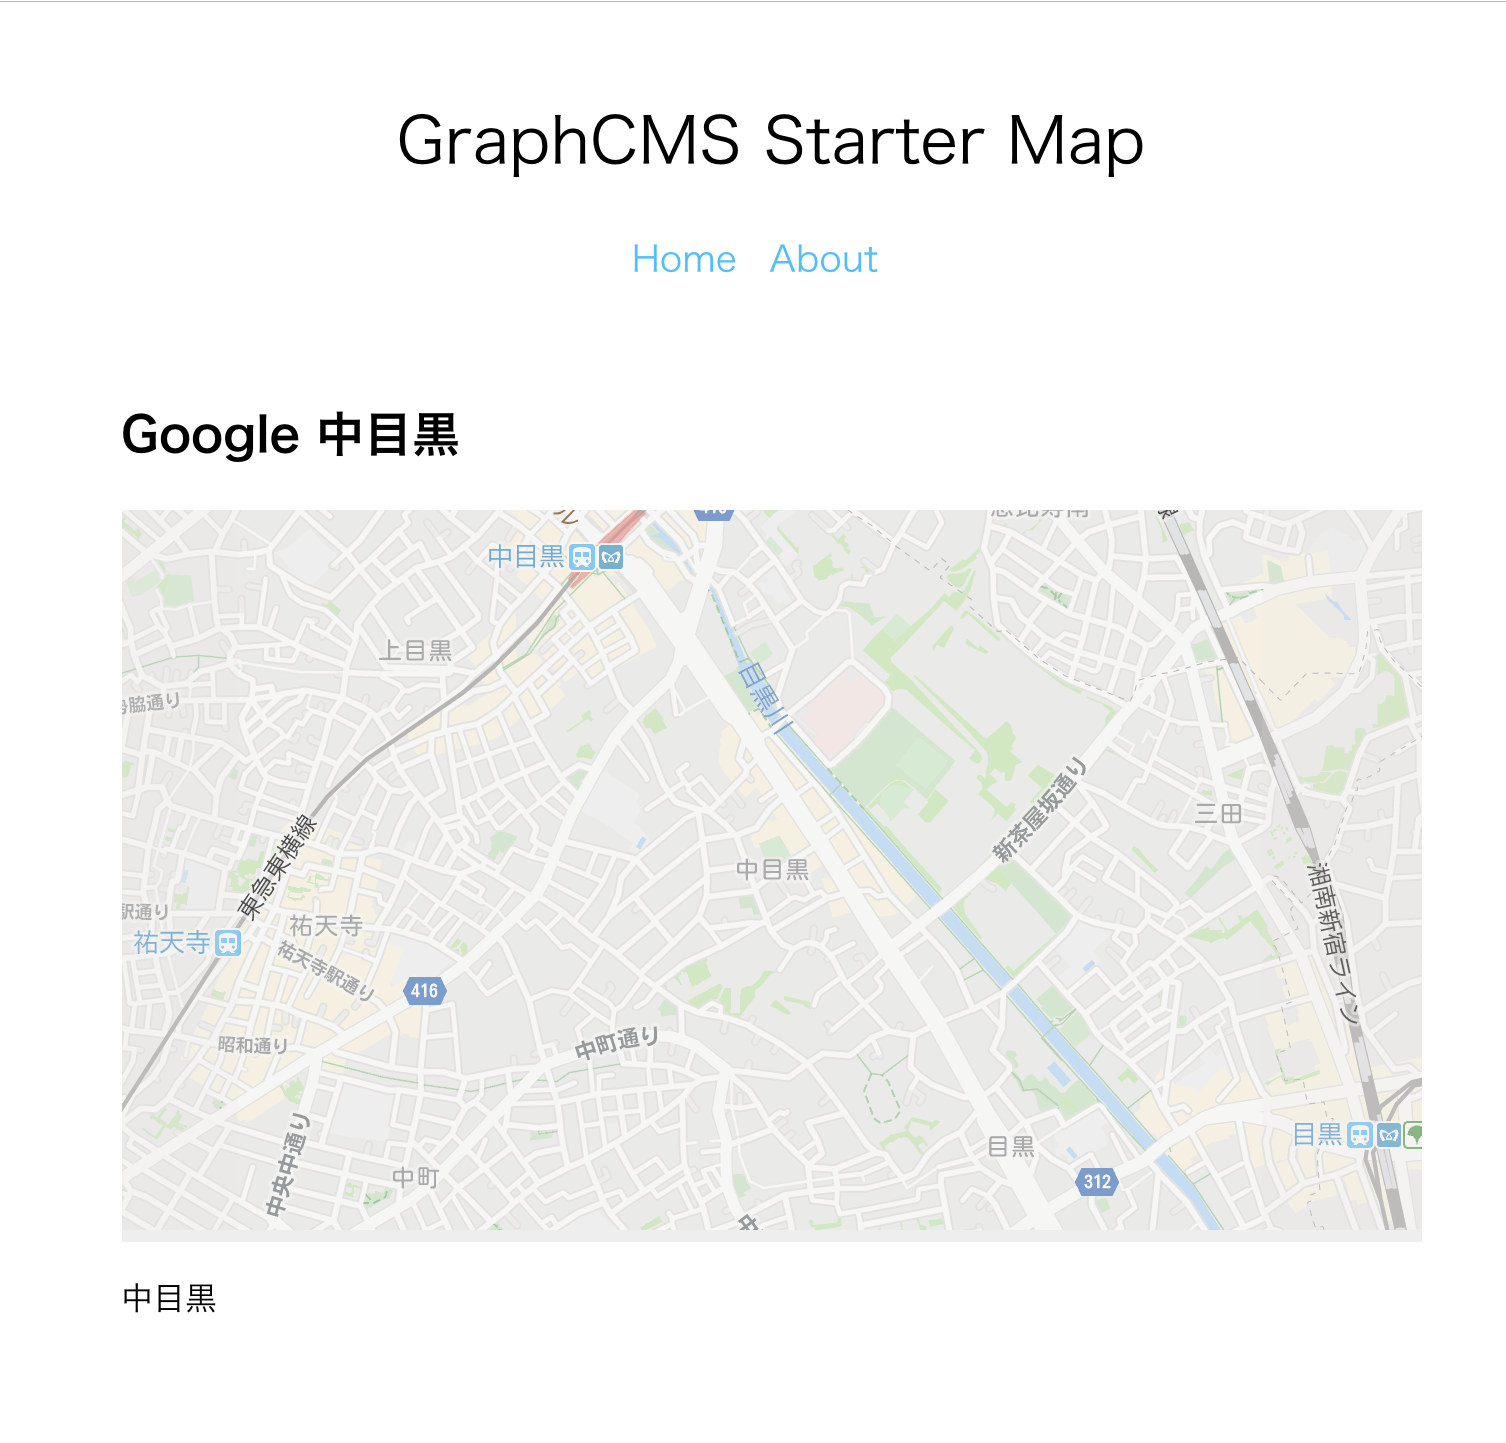 GraphCMS Starter Map
Home About
Google 中目黒
中目黒
上目黒
目黒川
新茶屋坂通り
三田
東急東横線
中目黒
湘南新宿ライン
駅通り
祐天寺
祐天寺
祐天寺駅通り
416
昭和通り
中町通り
中央中通り
中町
目黒
312
目黒
中目黒